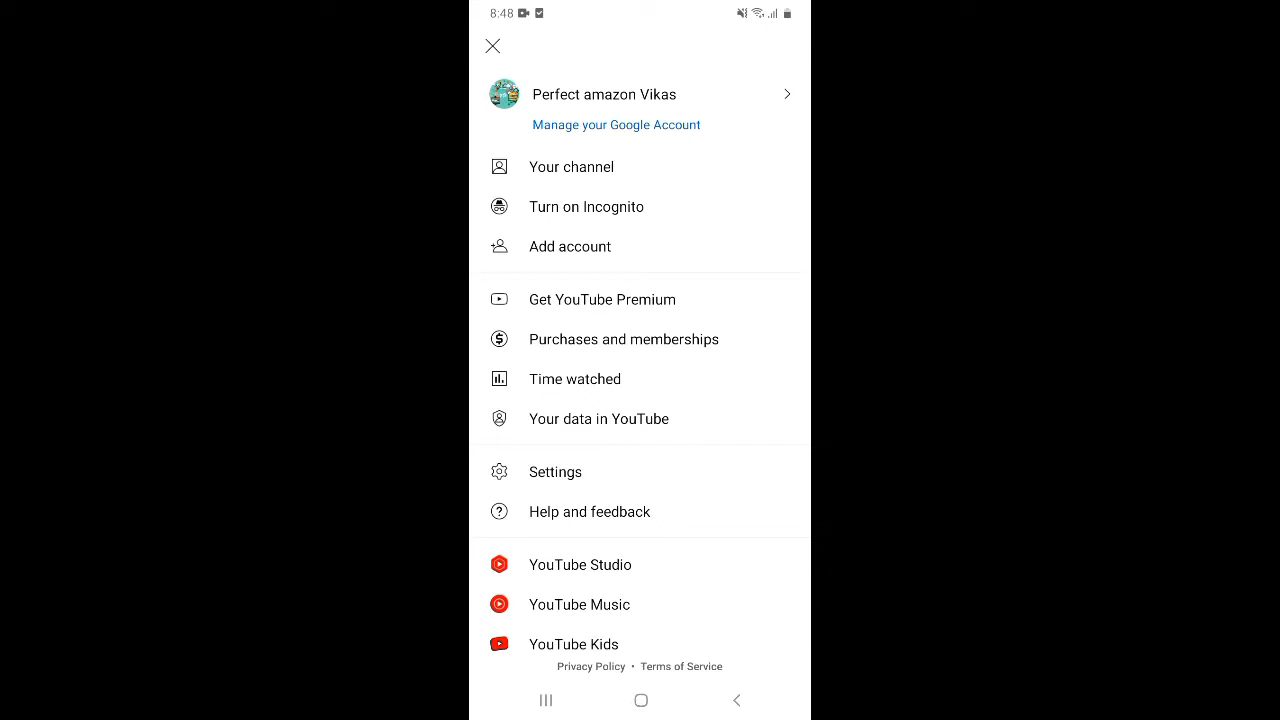 8:48
Perfect amazon Vikas
Manage your Google Account
Your channel
Turn on Incognito
Add account
Get YouTube Premium
Purchases and memberships
Time watched
Your data in YouTube
Settings
Help and feedback
YouTube Studio
YouTube Music
YouTube Kids
Privacy Policy • Terms of Service